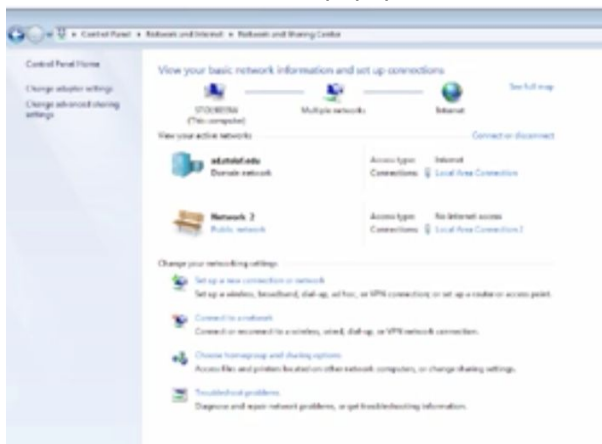 Control Panel ▸ Network and Internet ▸ Network and Sharing Center
Control Panel Home
Change adapter settings
Change advanced sharing
settings
View your basic network information and set up connections
See full map
(This computer)
Multiple networks
Internet
View your active networks
Connect or disconnect
Domain network
Access type: Internet
Connections: Local Area Connection
Network 2
Public network
Access type: No Internet access
Connections: Local Area Connection 2
Change your networking settings
Set up a new connection or network
Set up a wireless, broadband, dial-up, ad hoc, or VPN connection; or set up a router or access point.
Connect to a network
Connect or reconnect to a wireless, wired, dial-up, or VPN network connection.
Choose homegroup and sharing options
Access files and printers located on other network computers, or change sharing settings.
Troubleshoot problems
Diagnose and repair network problems, or get troubleshooting information.